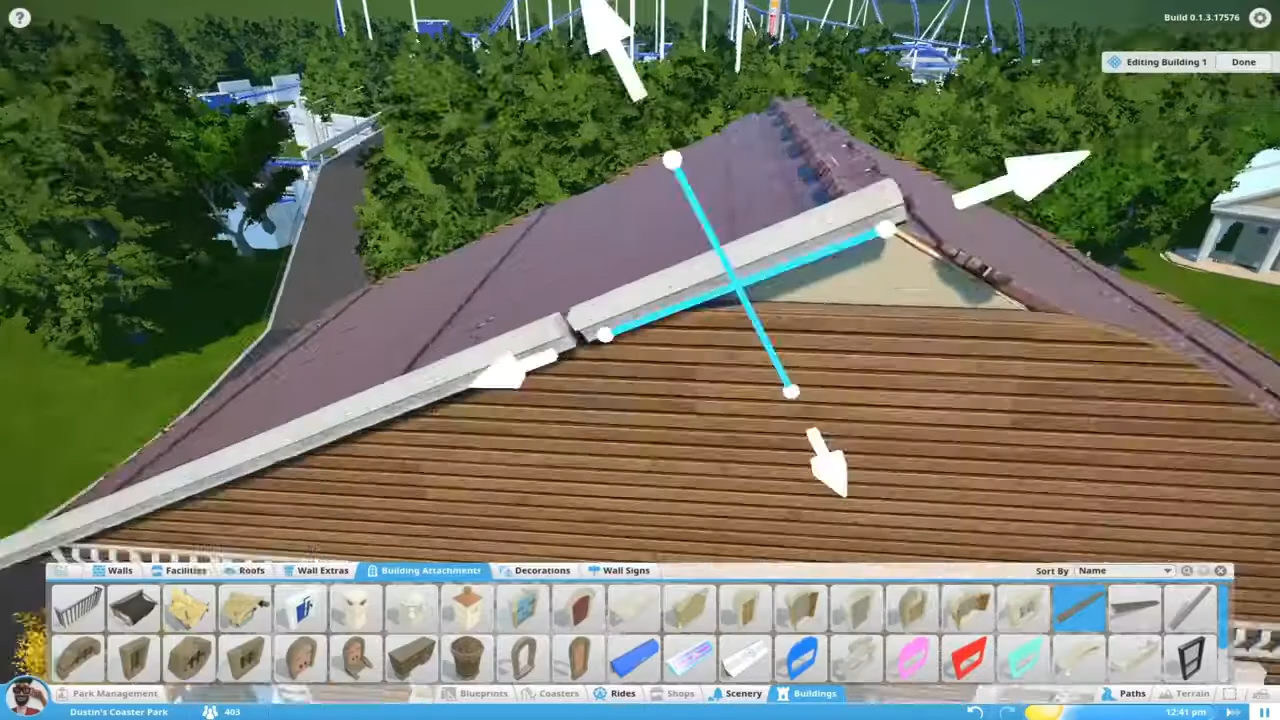 ?
Build 0.1.3.17576
Editing Building 1 Done
Walls Facilities Roofs Wall Extras Building Attachments Decorations Wall Signs Sort By Name
Park Management Blueprints Coasters Rides Shops Scenery Buildings Paths Terrain
Dustin's Coaster Park 403 12:41 pm